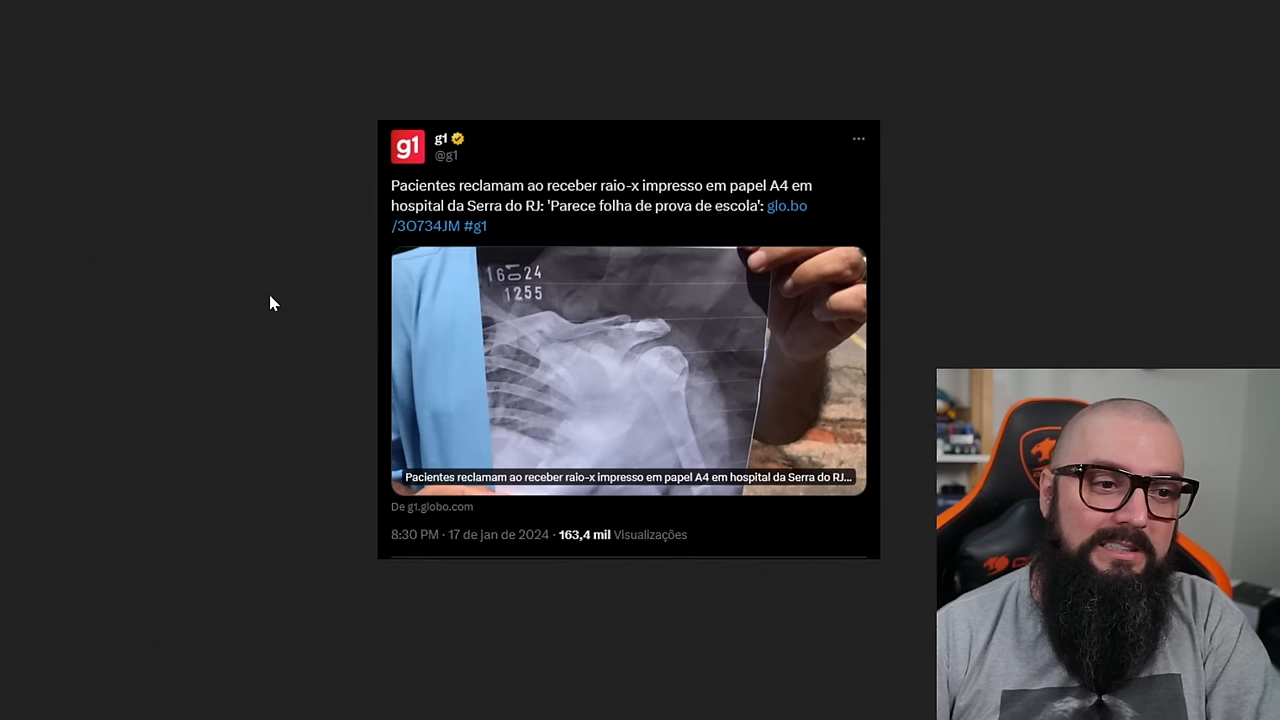 g1
g1
@g1
Pacientes reclamam ao receber raio-x impresso em papel A4 em
hospital da Serra do RJ: 'Parece folha de prova de escola': glo.bo
/3O734JM #g1
16 01 24
1255
Pacientes reclamam ao receber raio-x impresso em papel A4 em hospital da Serra do RJ...
De g1.globo.com
8:30 PM · 17 de jan de 2024 · 163,4 mil Visualizações